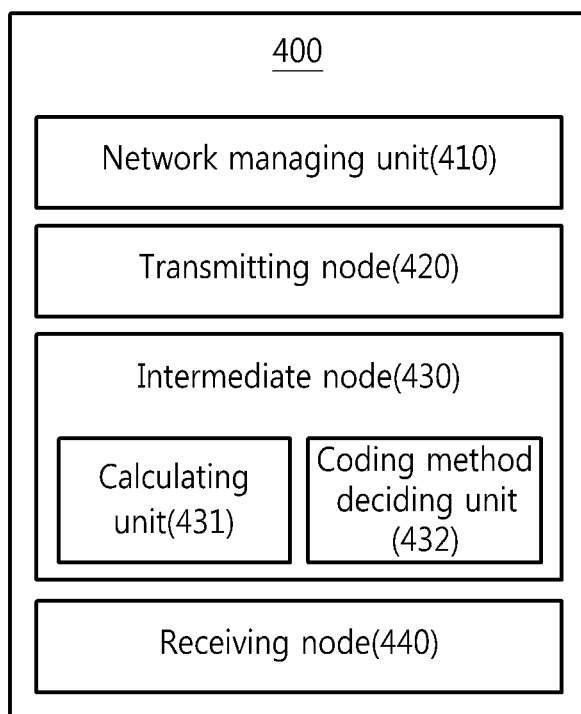 400
Network managing unit(410)
Transmitting node(420)
Intermediate node(430)
Calculating
unit(431)
Coding method
deciding unit
(432)
Receiving node(440)